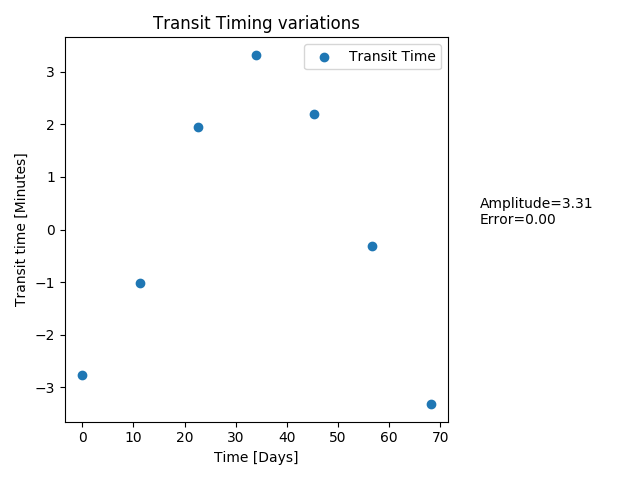 Transit Timing variations
Transit Time
Transit time [Minutes]
3
2
1
0
−1
−2
−3
0 10 20 30 40 50 60 70
Time [Days]
Amplitude=3.31
Error=0.00